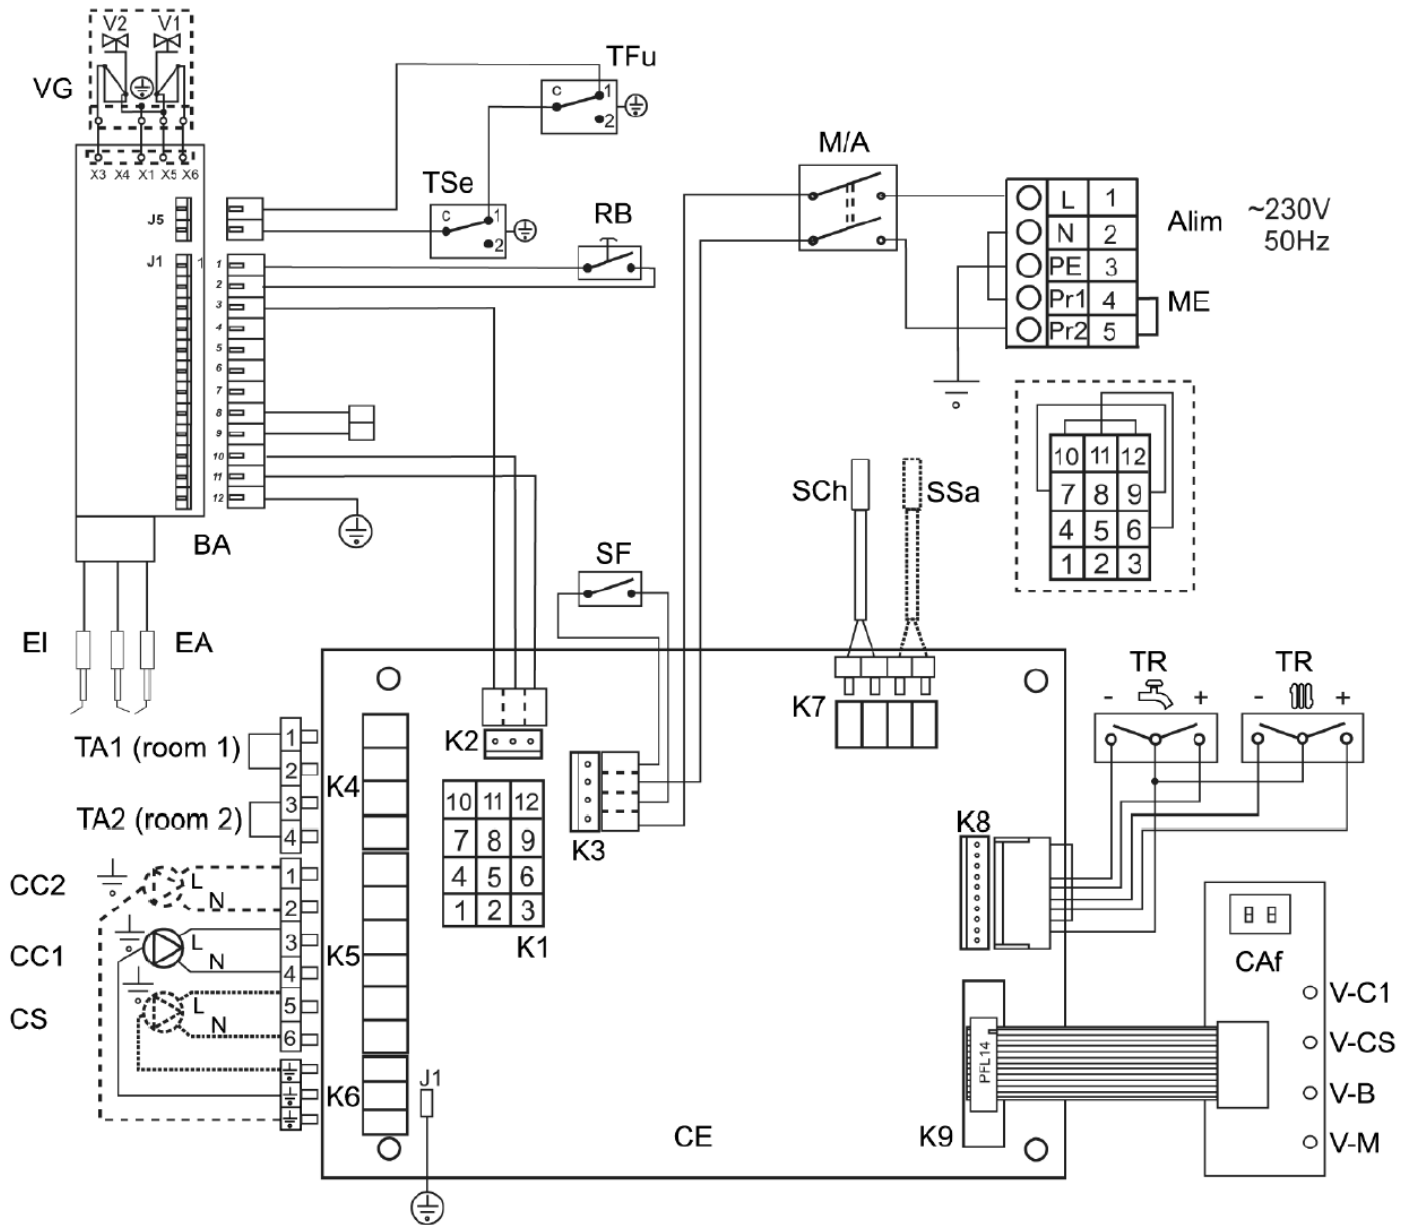 V2 V1
VG
X3 X4 X1 X5 X6
J5
J1 1
1
2
3
4
5
6
7
8
9
10
11
12
BA
EI EA
TFu
c 1
2
TSe
c 1
2
RB
M/A
L 1
N 2
PE 3
Pr1 4
Pr2 5
Alim
~230V
50Hz
ME
10 11 12
7 8 9
4 5 6
1 2 3
SCh SSa
SF
TA1 (room 1)
TA2 (room 2)
1
2
3
4
K4
CC2
L
N
CC1
L
N
CS
L
N
1
2
3
4
5
6
K5
K6
J1
K2
10 11 12
7 8 9
4 5 6
1 2 3
K1
K3
K7
K8
TR TR
- +
- +
PFL14
K9
CE
CAf
V-C1
V-CS
V-B
V-M